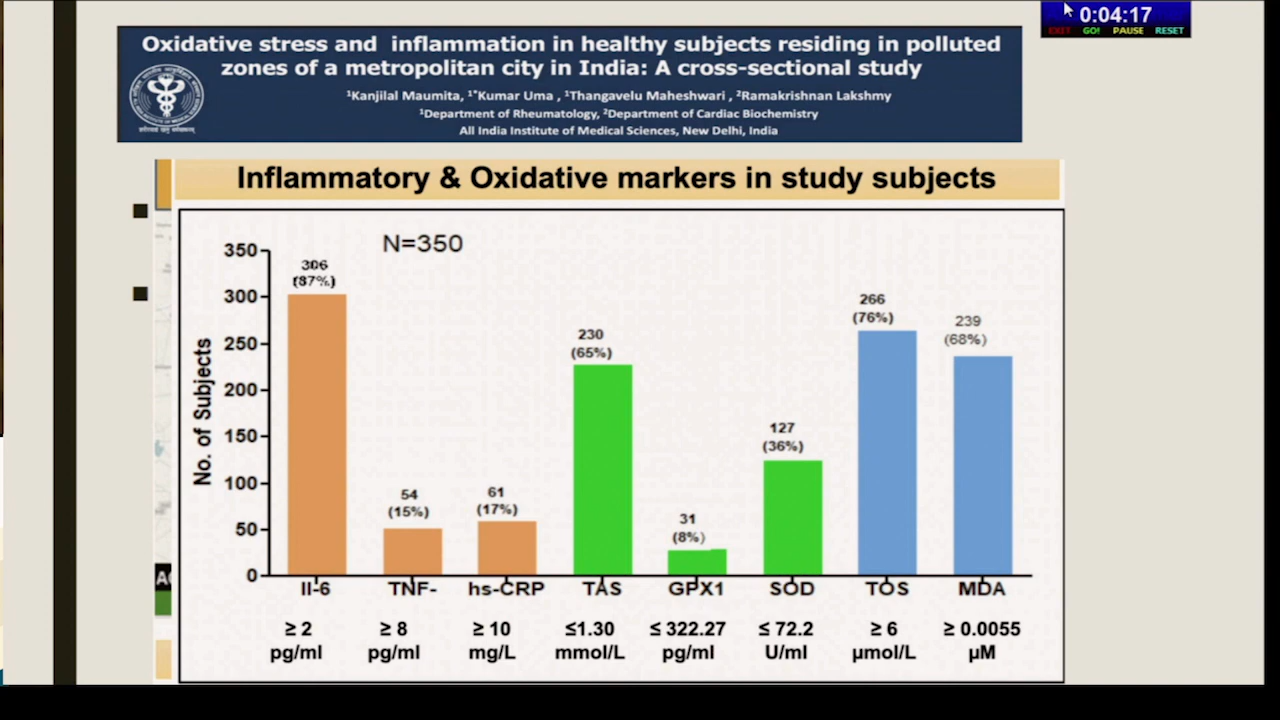 0:04:17
EXIT GO! PAUSE RESET
Oxidative stress and inflammation in healthy subjects residing in polluted
zones of a metropolitan city in India: A cross-sectional study
¹Kanjilal Maumita, ¹*Kumar Uma , ¹Thangavelu Maheshwari , ²Ramakrishnan Lakshmy
¹Department of Rheumatology, ²Department of Cardiac Biochemistry
All India Institute of Medical Sciences, New Delhi, India
Inflammatory & Oxidative markers in study subjects
N=350
No. of Subjects
350
300
250
200
150
100
50
0
306
(87%)
54
(15%)
61
(17%)
230
(65%)
31
(8%)
127
(36%)
266
(76%)
239
(68%)
Il-6 TNF- hs-CRP TAS GPX1 SOD TOS MDA
≥ 2 ≥ 8 ≥ 10 ≤1.30 ≤ 322.27 ≤ 72.2 ≥ 6 ≥ 0.0055
pg/ml pg/ml mg/L mmol/L pg/ml U/ml µmol/L µM